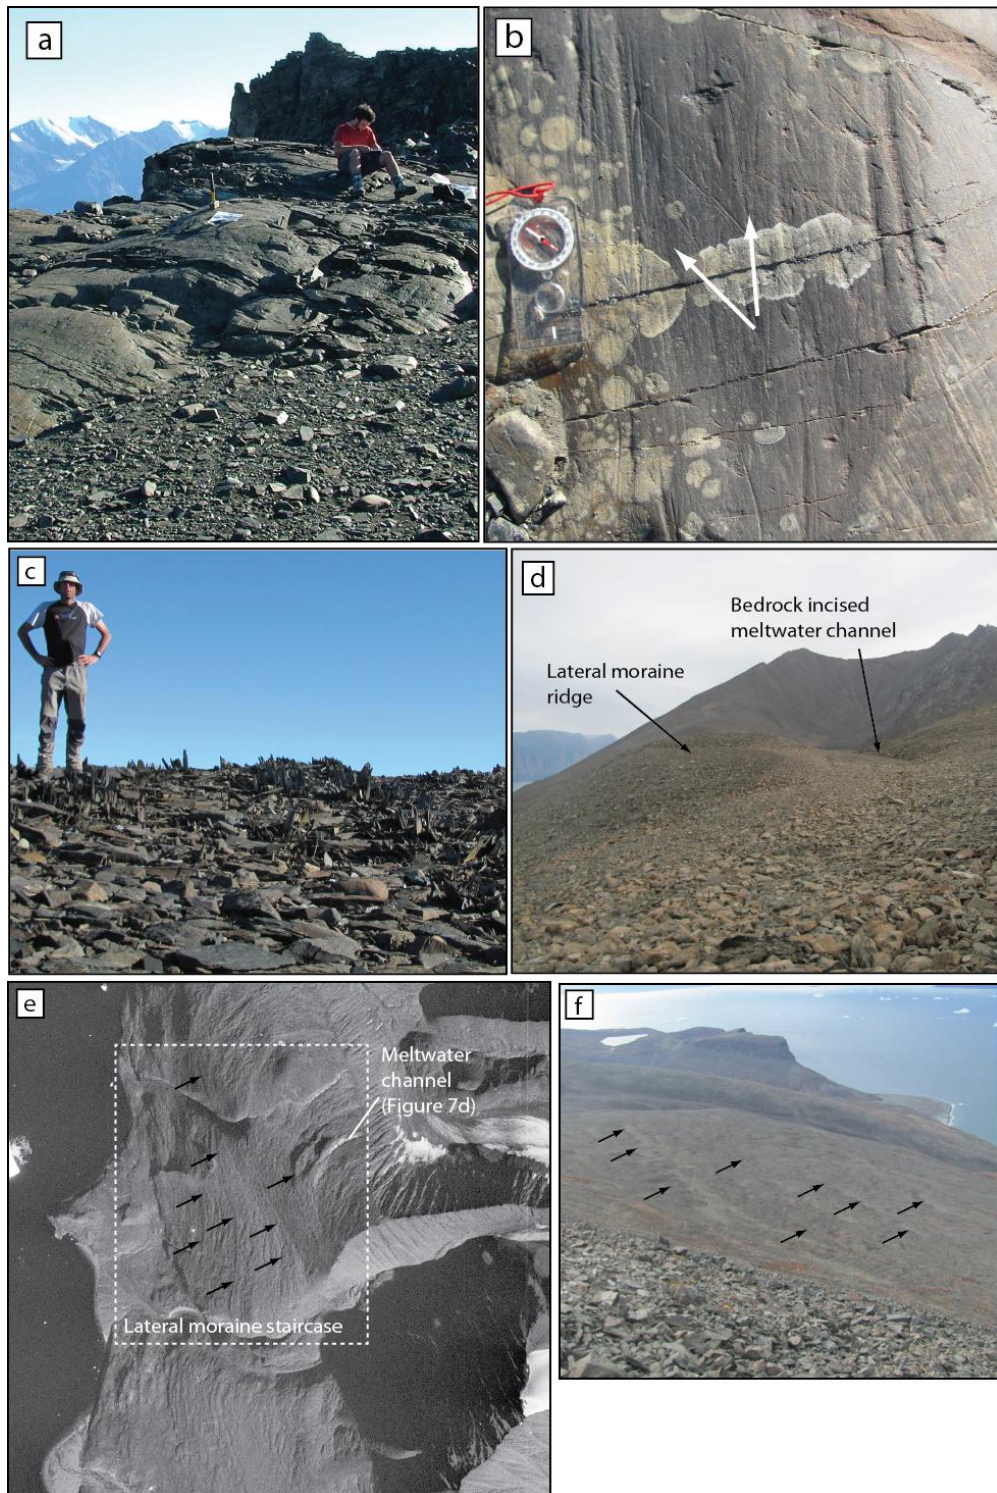 a
b
c
d
Bedrock incised
meltwater channel
Lateral moraine
ridge
e
Meltwater
channel
(Figure 7d)
Lateral moraine staircase
f